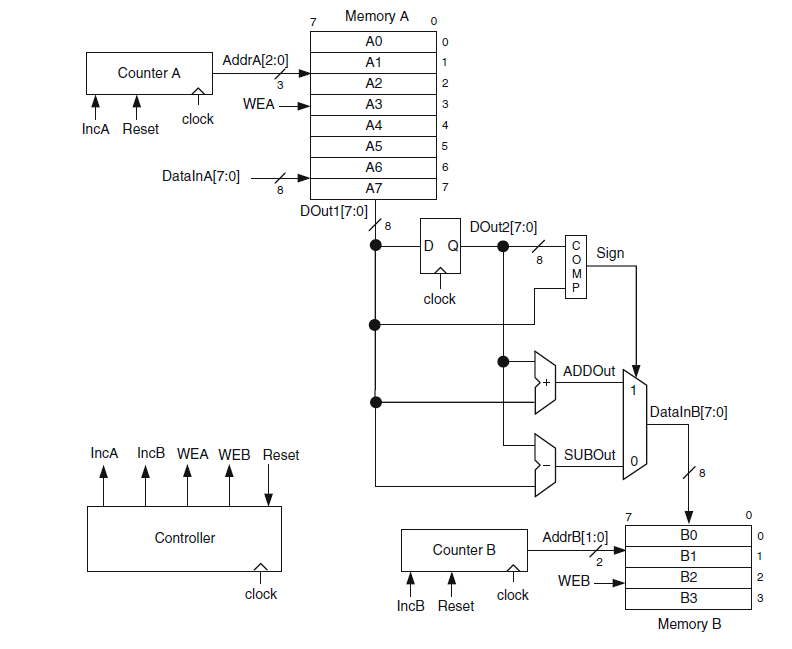 7 Memory A 0
A0 0
A1 1
A2 2
A3 3
A4 4
A5 5
A6 6
A7 7
Counter A
AddrA[2:0]
3
WEA
IncA Reset clock
DataInA[7:0]
8
DOut1[7:0]
8
D Q
clock
DOut2[7:0]
8
C
O
M
P
Sign
+
ADDOut
1
DataInB[7:0]
-
SUBOut
0
8
IncA IncB WEA WEB Reset
Controller
clock
Counter B
AddrB[1:0]
2
WEB
IncB Reset clock
7 0
B0 0
B1 1
B2 2
B3 3
Memory B